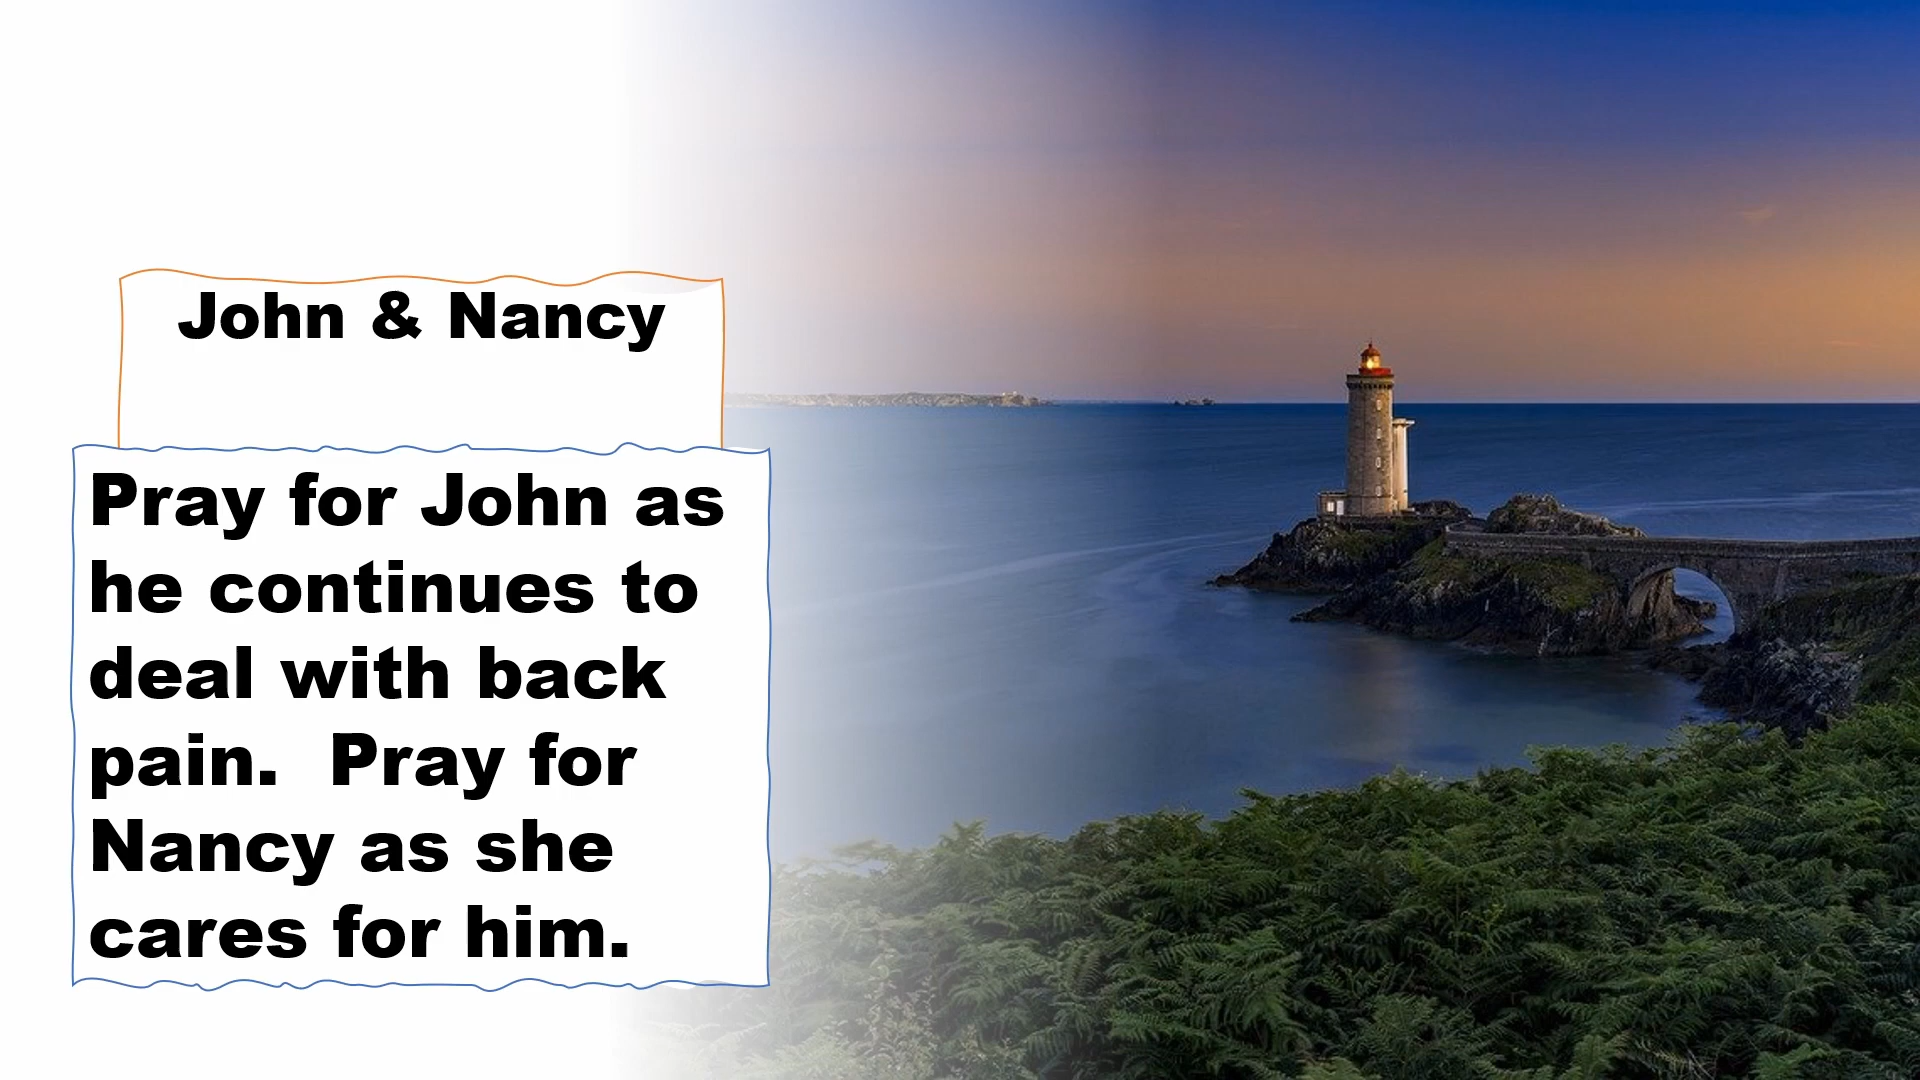 John & Nancy
Pray for John as
he continues to
deal with back
pain.  Pray for
Nancy as she
cares for him.